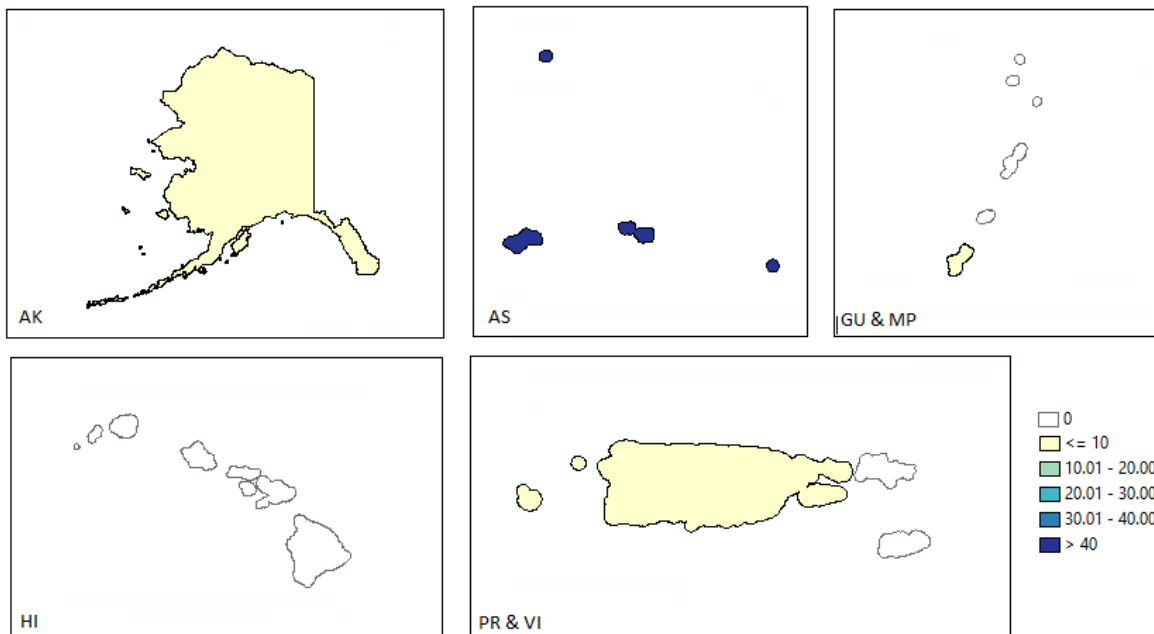 AK
AS
GU & MP
HI
PR & VI
0
<= 10
10.01 - 20.00
20.01 - 30.00
30.01 - 40.00
> 40